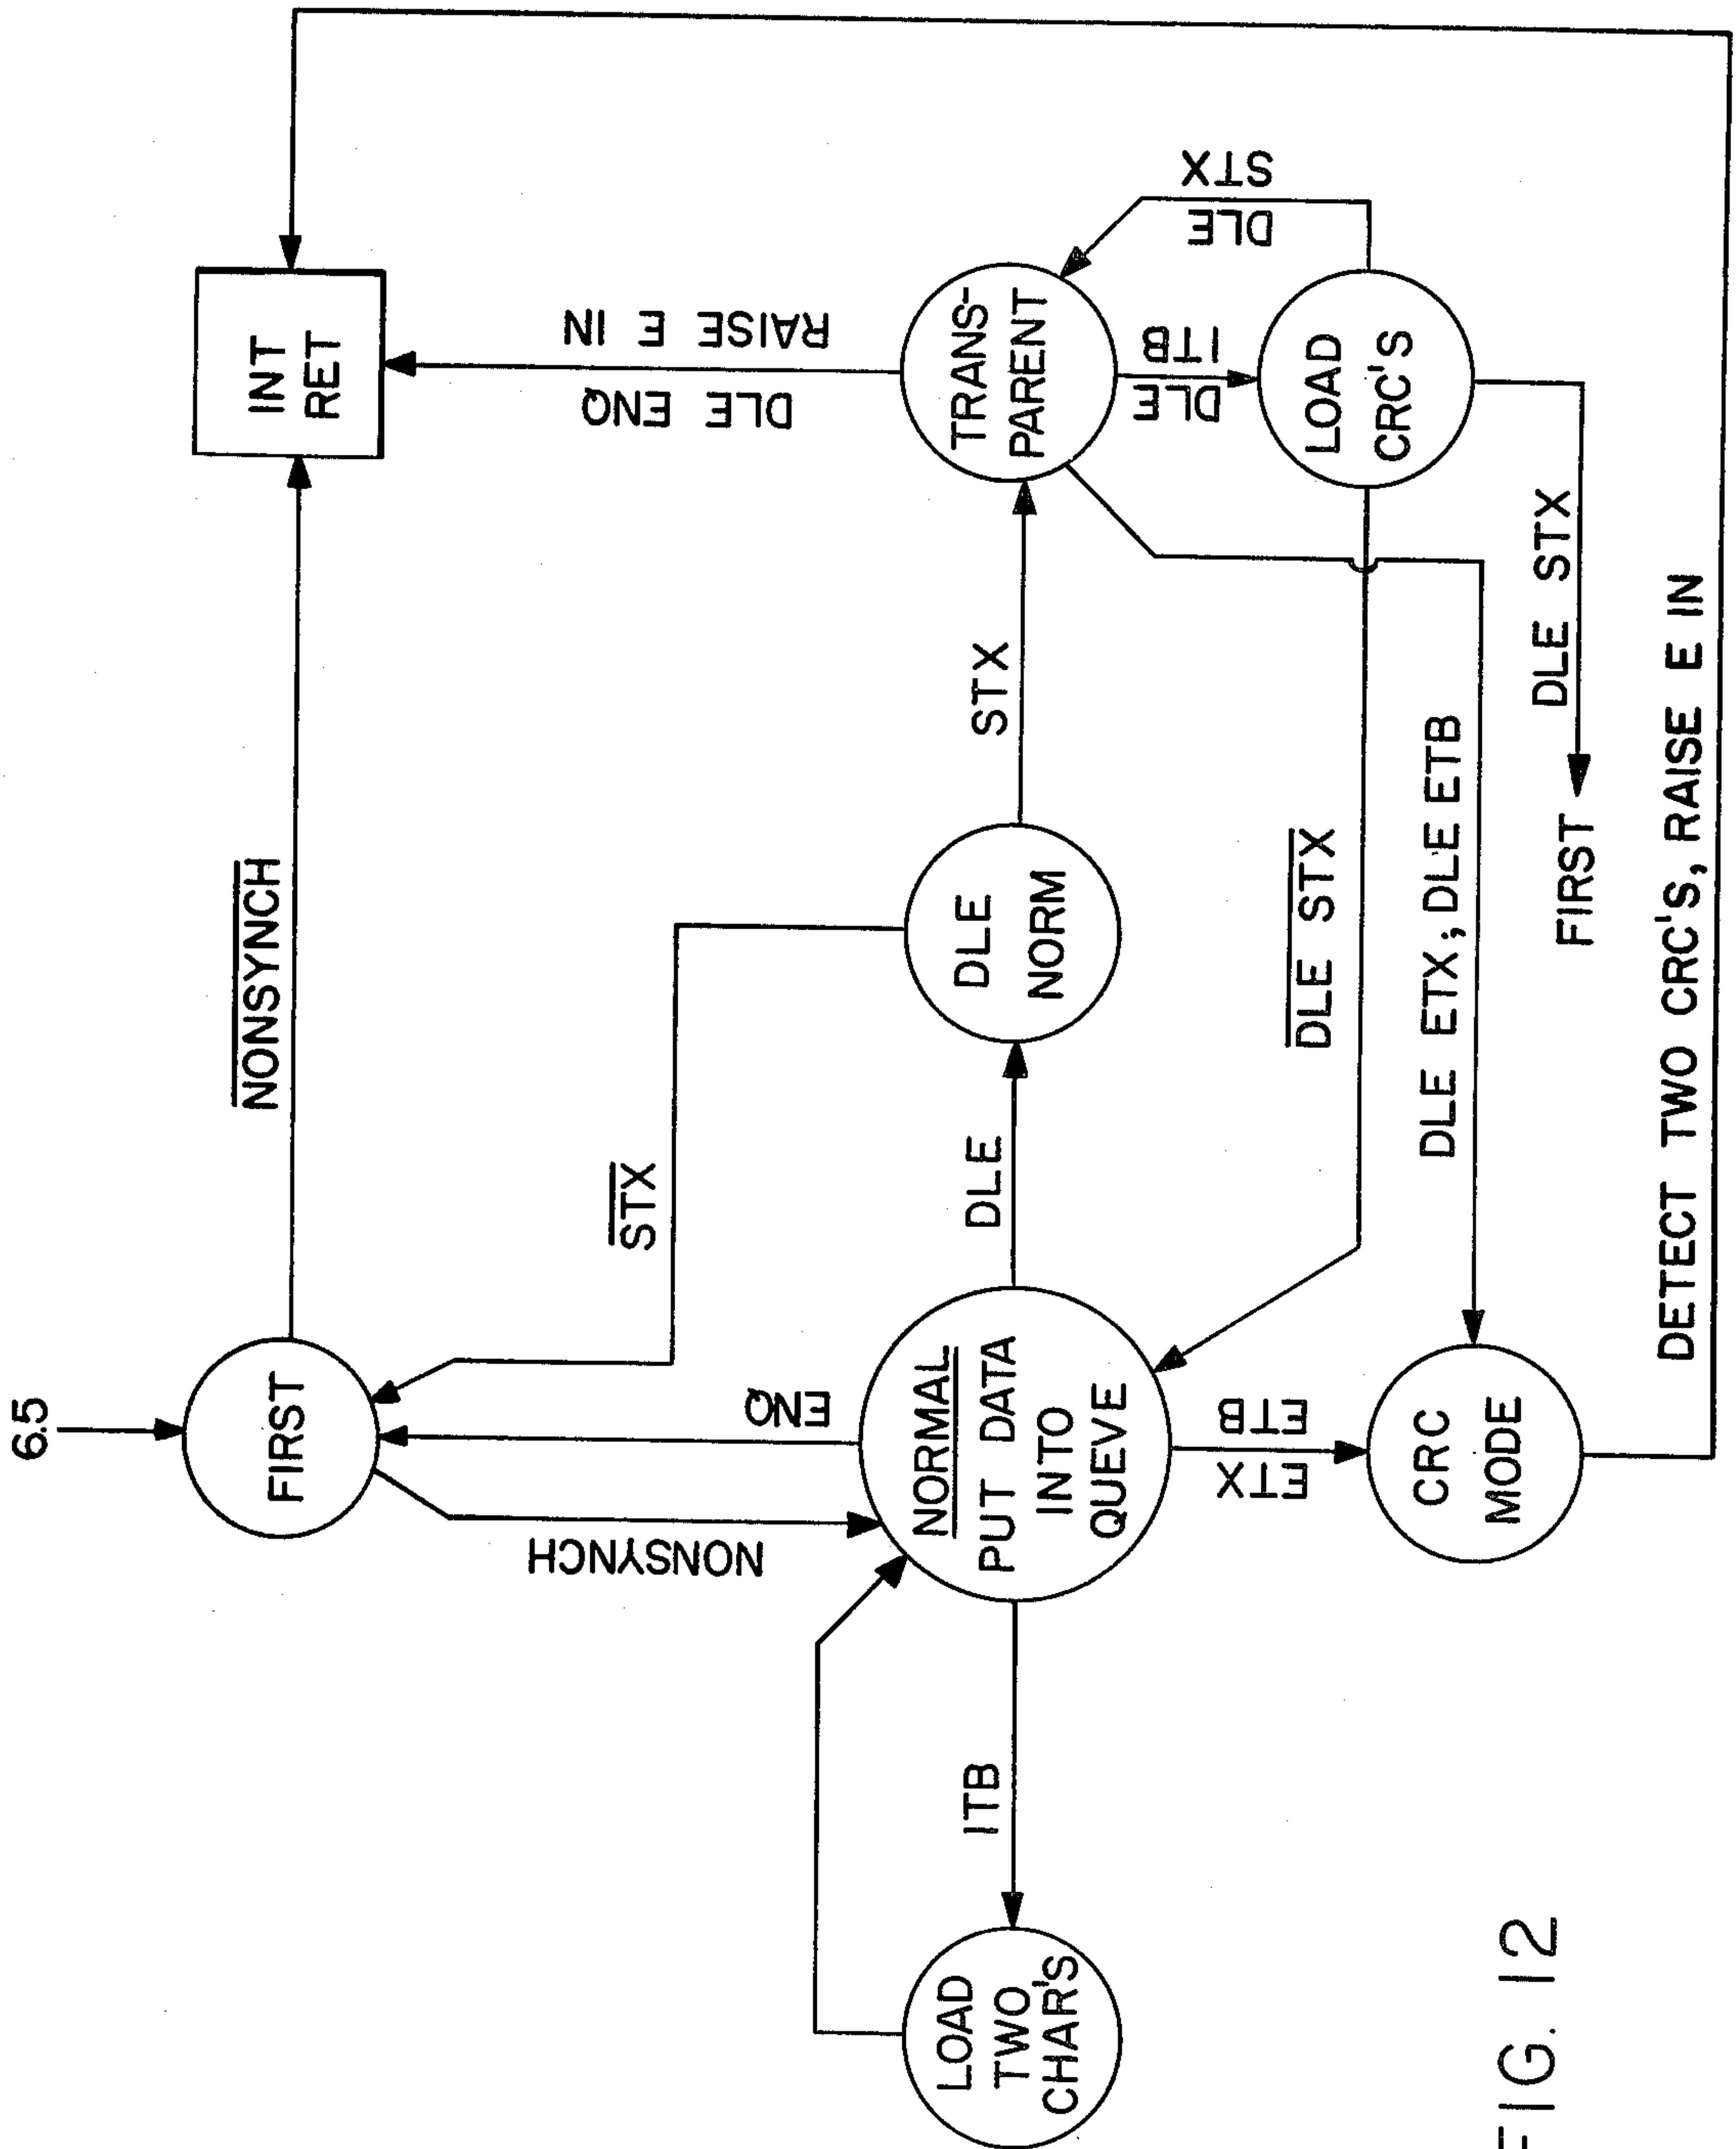 6.5
FIRST
NONSYNCH
INT
RET
NONSYNCH
ENQ
STX
DLE ENQ
RAISE E IN
LOAD
TWO
CHAR'S
ITB
NORMAL
PUT DATA
INTO
QUEVE
DLE
DLE
NORM
STX
TRANS-
PARENT
ETX
ETB
DLE
ITB
DLE
STX
DLE STX
LOAD
CRC'S
CRC
MODE
DLE ETX; DLE ETB
FIRST
DLE STX
DETECT TWO CRC'S, RAISE E IN
FIG. 12